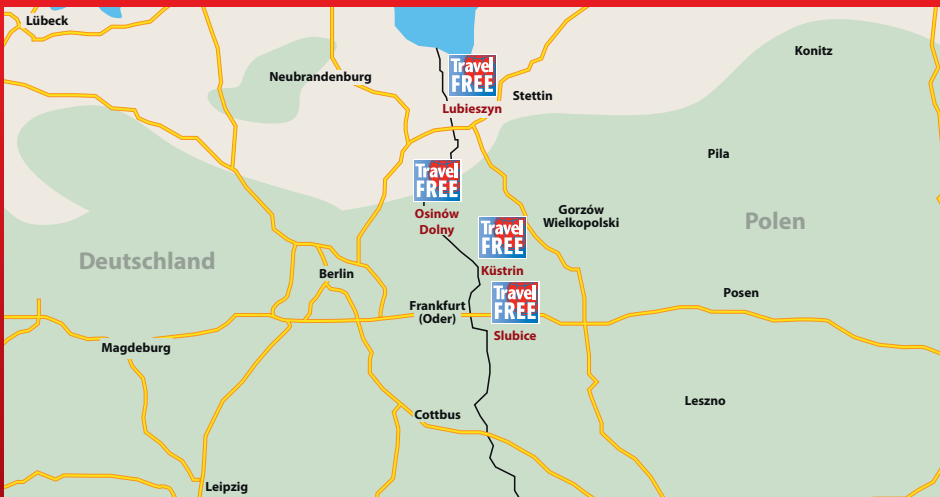 Lübeck
Konitz
Neubrandenburg
Travel
FREE
Stettin
Lubieszyn
Pila
Travel
FREE
Osinów
Dolny
Gorzów
Wielkopolski
Polen
Travel
FREE
Küstrin
Deutschland
Berlin
Travel
FREE
Slubice
Frankfurt
(Oder)
Posen
Magdeburg
Leszno
Cottbus
Leipzig